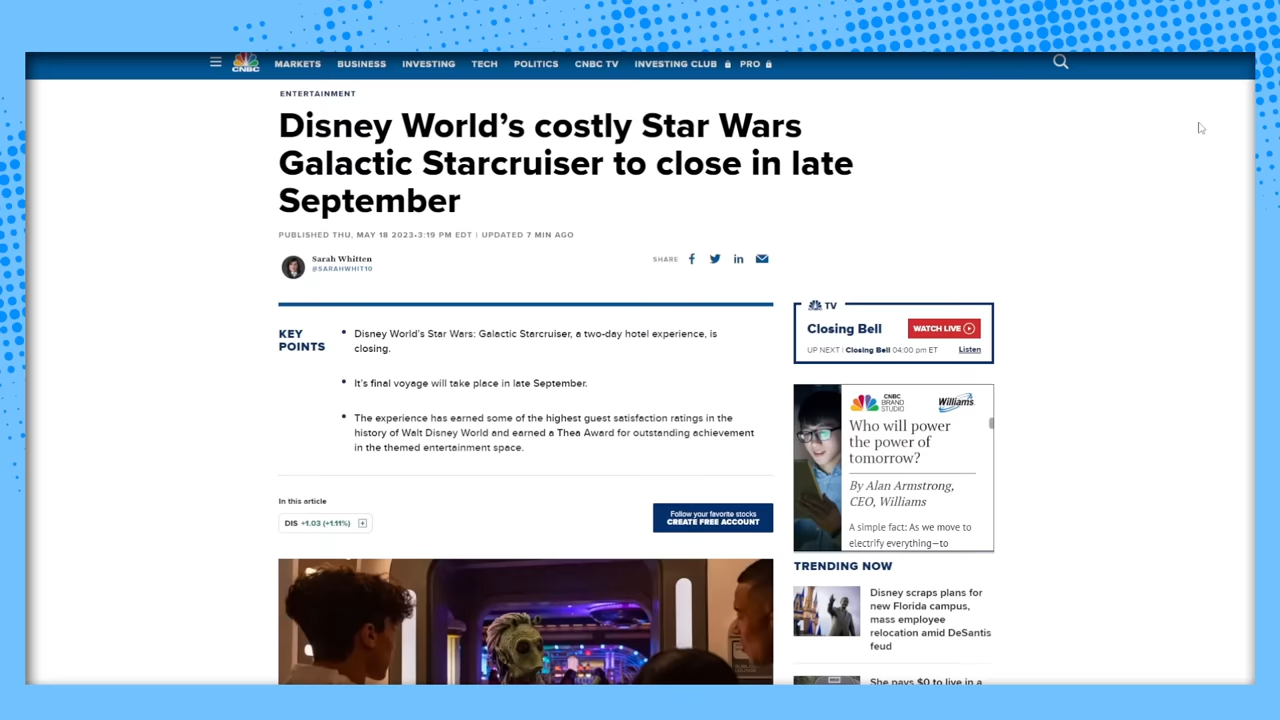 CNBC
MARKETS BUSINESS INVESTING TECH POLITICS CNBC TV INVESTING CLUB PRO
ENTERTAINMENT
Disney World’s costly Star Wars
Galactic Starcruiser to close in late
September
PUBLISHED THU, MAY 18 2023•3:19 PM EDT | UPDATED 7 MIN AGO
Sarah Whitten
@SARAHWHIT10
SHARE
KEY
POINTS
Disney World’s Star Wars: Galactic Starcruiser, a two-day hotel experience, is
closing.
It’s final voyage will take place in late September.
The experience has earned some of the highest guest satisfaction ratings in the
history of Walt Disney World and earned a Thea Award for outstanding achievement
in the themed entertainment space.
In this article
DIS +1.03 (+1.11%)
Follow your favorite stocks
CREATE FREE ACCOUNT
TV
Closing Bell
WATCH LIVE
UP NEXT | Closing Bell 04:00 pm ET
Listen
CNBC
BRAND
STUDIO
Williams
Who will power
the power of
tomorrow?
By Alan Armstrong,
CEO, Williams
A simple fact: As we move to
electrify everything—to
TRENDING NOW
Disney scraps plans for
new Florida campus,
mass employee
relocation amid DeSantis
feud
She pays $0 to live in a